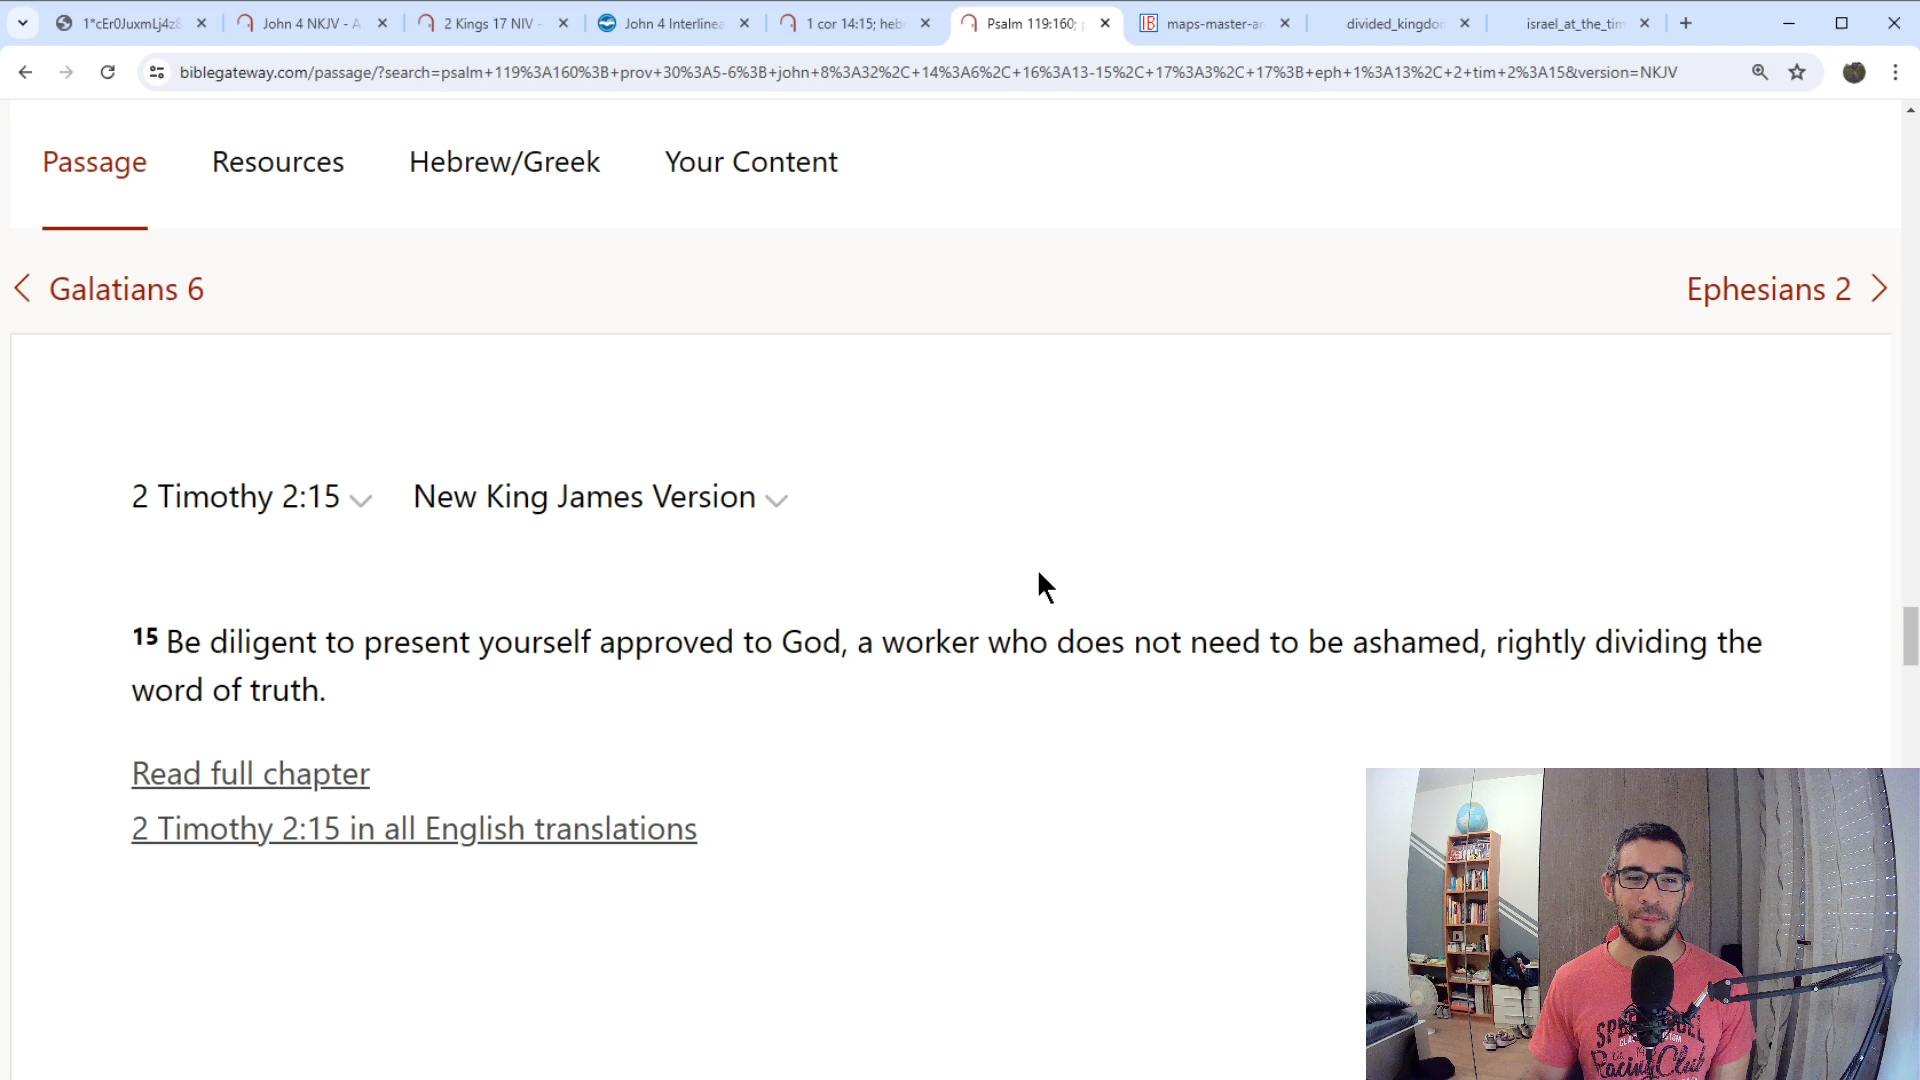 1*cEr0JuxmLj4z8
John 4 NKJV - A
2 Kings 17 NIV -
John 4 Interlinea
1 cor 14:15; heb
Psalm 119:160;
maps-master-ar
divided_kingdor
israel_at_the_tim
biblegateway.com/passage/?search=psalm+119%3A160%3B+prov+30%3A5-6%3B+john+8%3A32%2C+14%3A6%2C+16%3A13-15%2C+17%3A3%2C+17%3B+eph+1%3A13%2C+2+tim+2%3A15&version=NKJV
Passage Resources Hebrew/Greek Your Content
Galatians 6
Ephesians 2
2 Timothy 2:15 New King James Version
15 Be diligent to present yourself approved to God, a worker who does not need to be ashamed, rightly dividing the
word of truth.
Read full chapter
2 Timothy 2:15 in all English translations
Racing Club